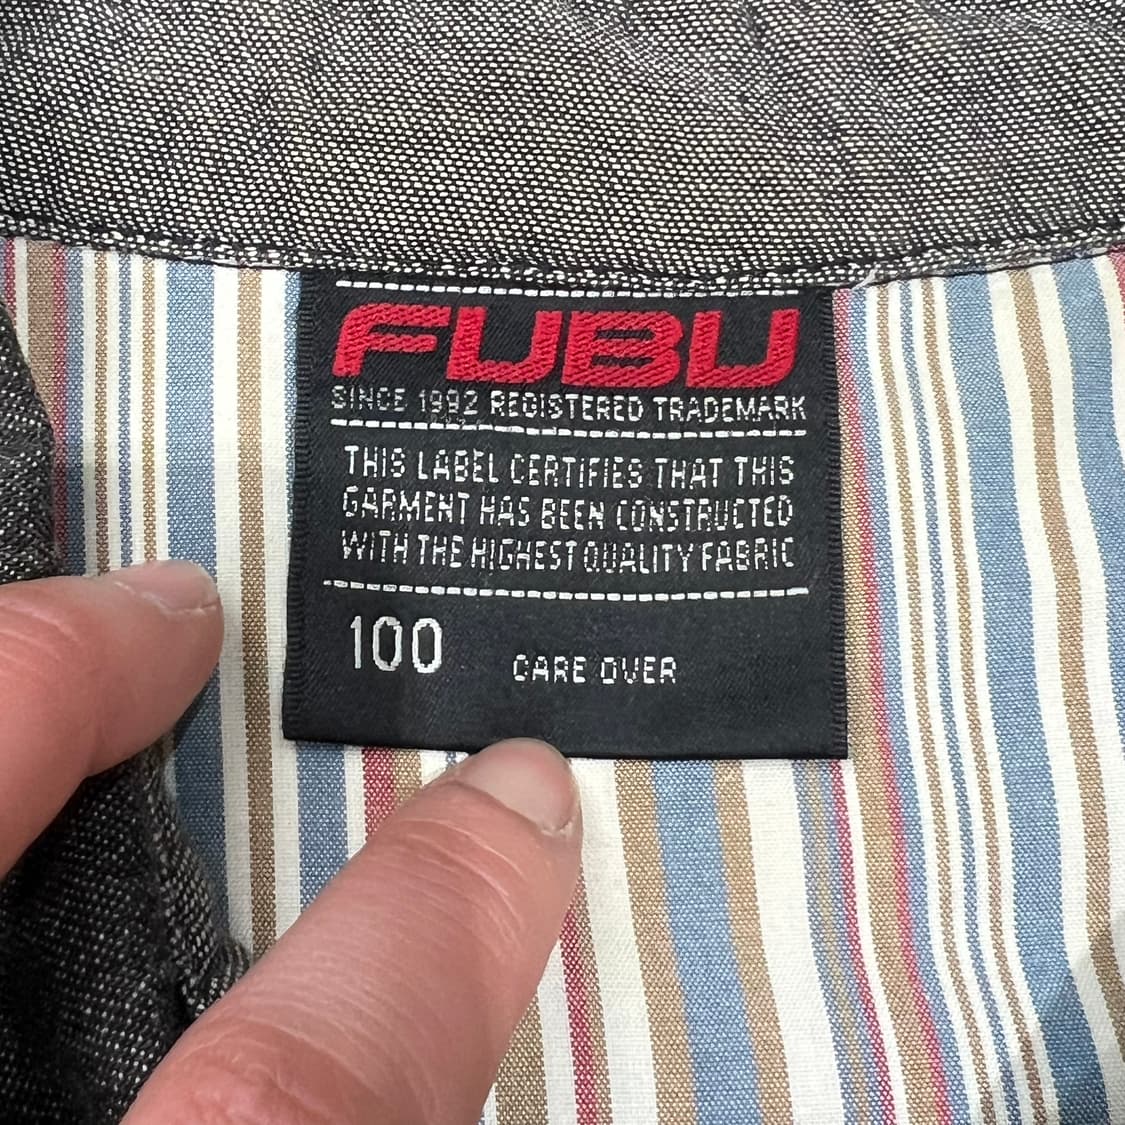 FUBU
SINCE 1992 REGISTERED TRADEMARK
THIS LABEL CERTIFIES THAT THIS
GARMENT HAS BEEN CONSTRUCTED
WITH THE HIGHEST QUALITY FABRIC
100 CARE OVER